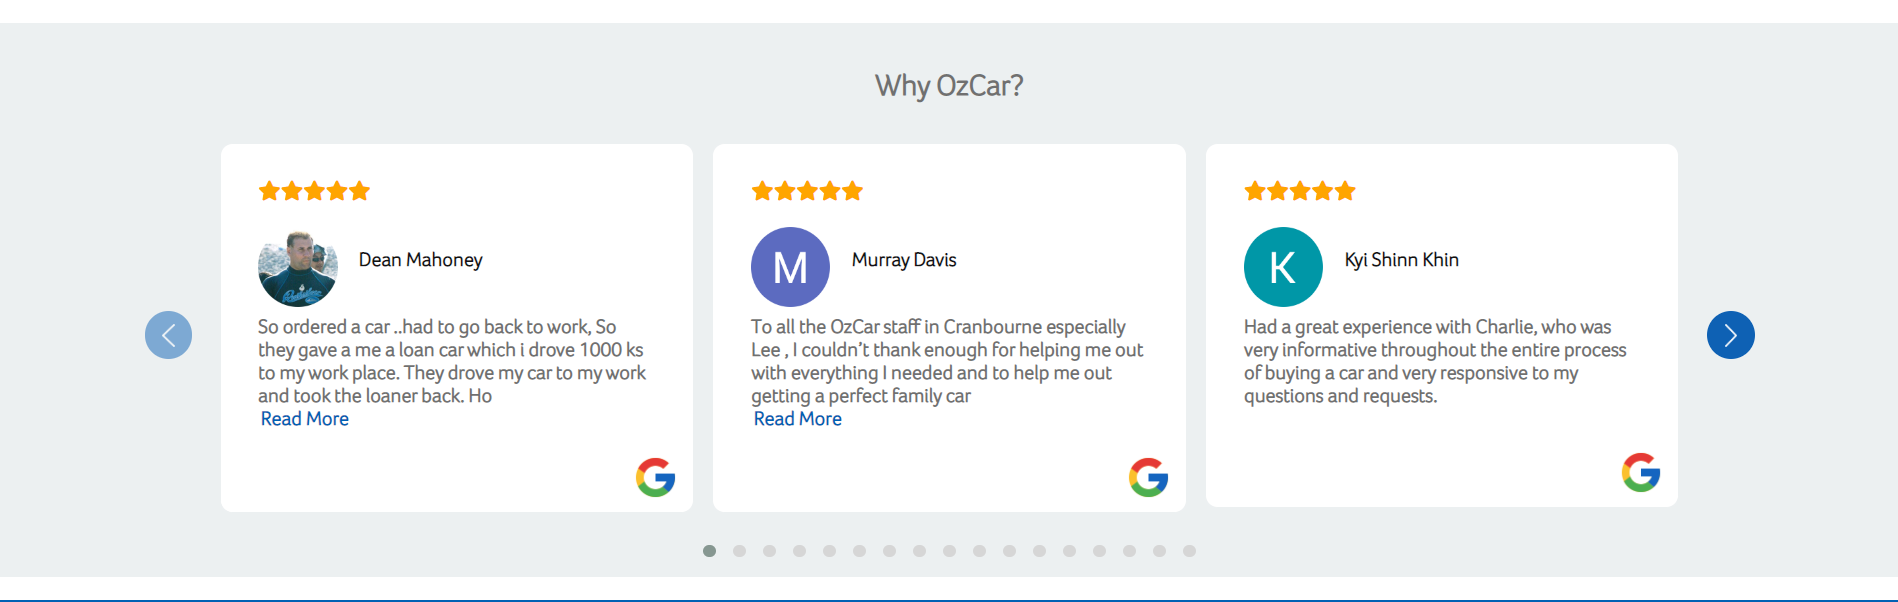 Why OzCar?
Dean Mahoney
So ordered a car ..had to go back to work, So
they gave a me a loan car which i drove 1000 ks
to my work place. They drove my car to my work
and took the loaner back. Ho
Read More
M
Murray Davis
To all the OzCar staff in Cranbourne especially
Lee , I couldn't thank enough for helping me out
with everything I needed and to help me out
getting a perfect family car
Read More
K
Kyi Shinn Khin
Had a great experience with Charlie, who was
very informative throughout the entire process
of buying a car and very responsive to my
questions and requests.